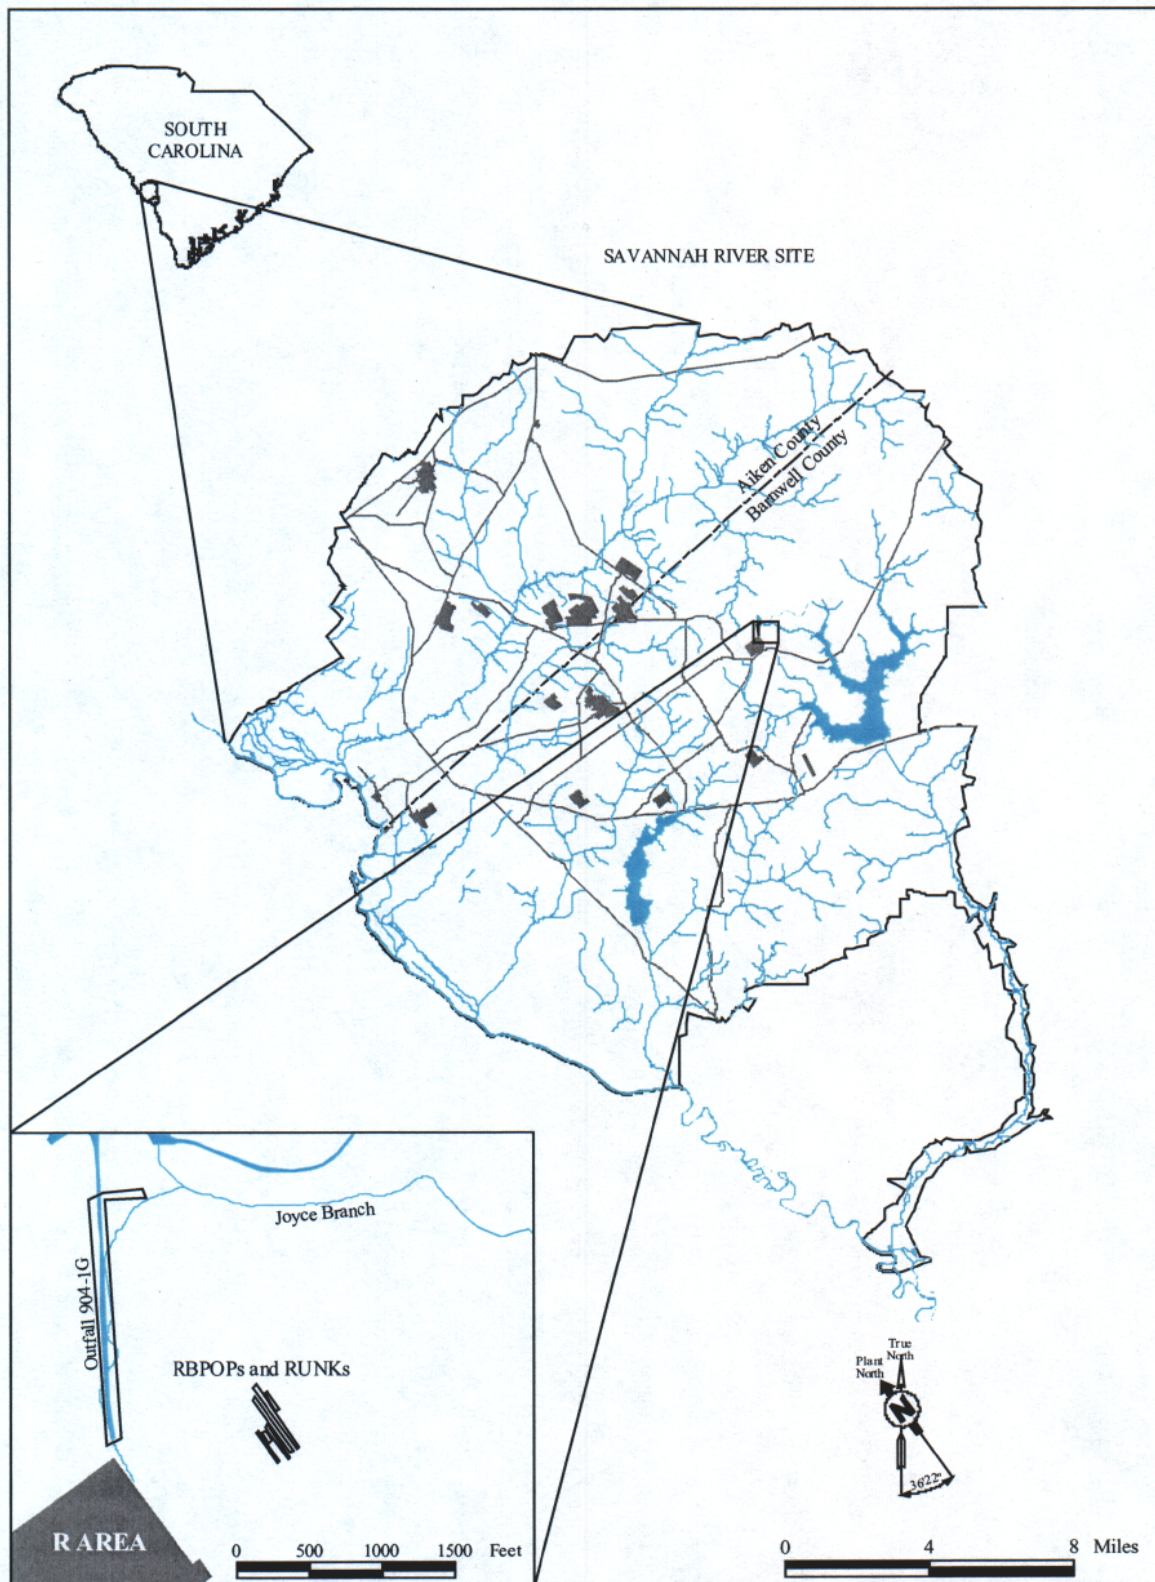 SOUTH
CAROLINA
SAVANNAH RIVER SITE
Aiken County
Barnwell County
Joyce Branch
Outfall 904-1G
RBPOPs and RUNKs
R AREA
0 500 1000 1500 Feet
True
North
Plant
North
N
36°22'
0 4 8 Miles